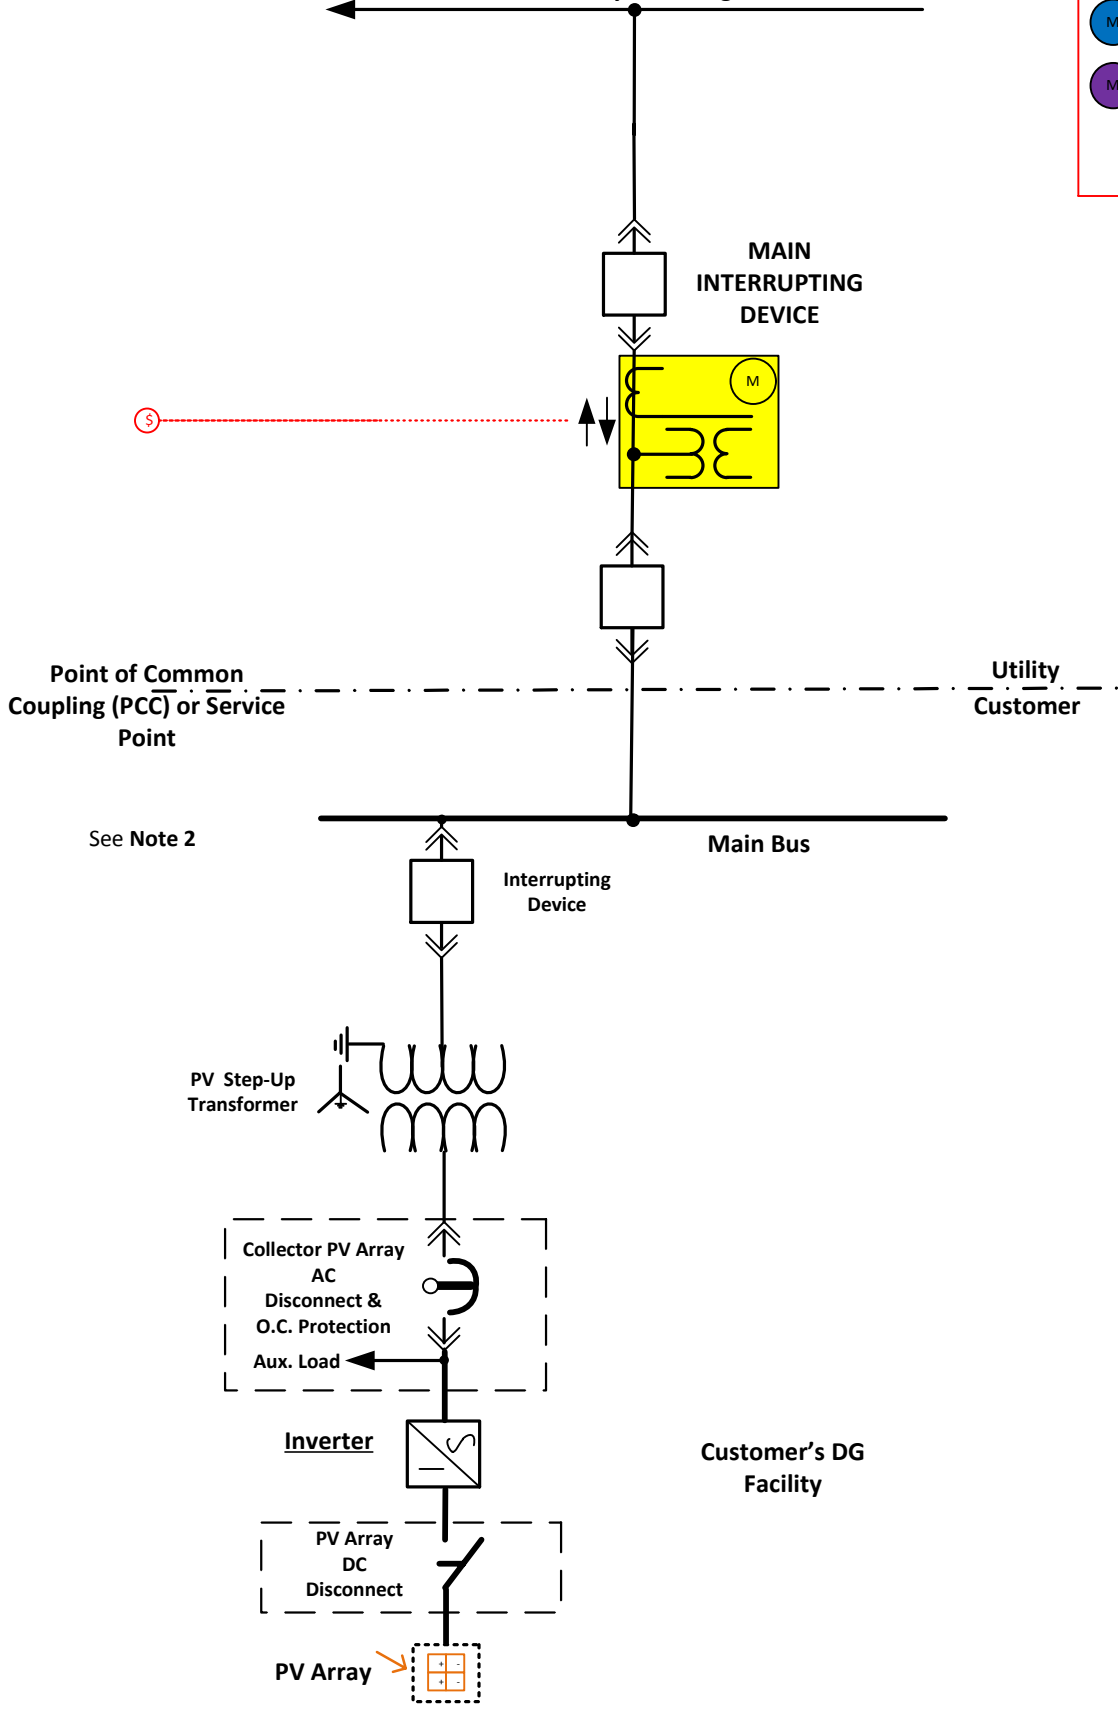 M
M
MAIN
INTERRUPTING
DEVICE
M
$
Point of Common
Coupling (PCC) or Service
Point
Utility
Customer
See Note 2
Main Bus
Interrupting
Device
PV Step-Up
Transformer
Collector PV Array
AC
Disconnect &
O.C. Protection
Aux. Load
Inverter
Customer's DG
Facility
PV Array
DC
Disconnect
PV Array
+ -
+ -